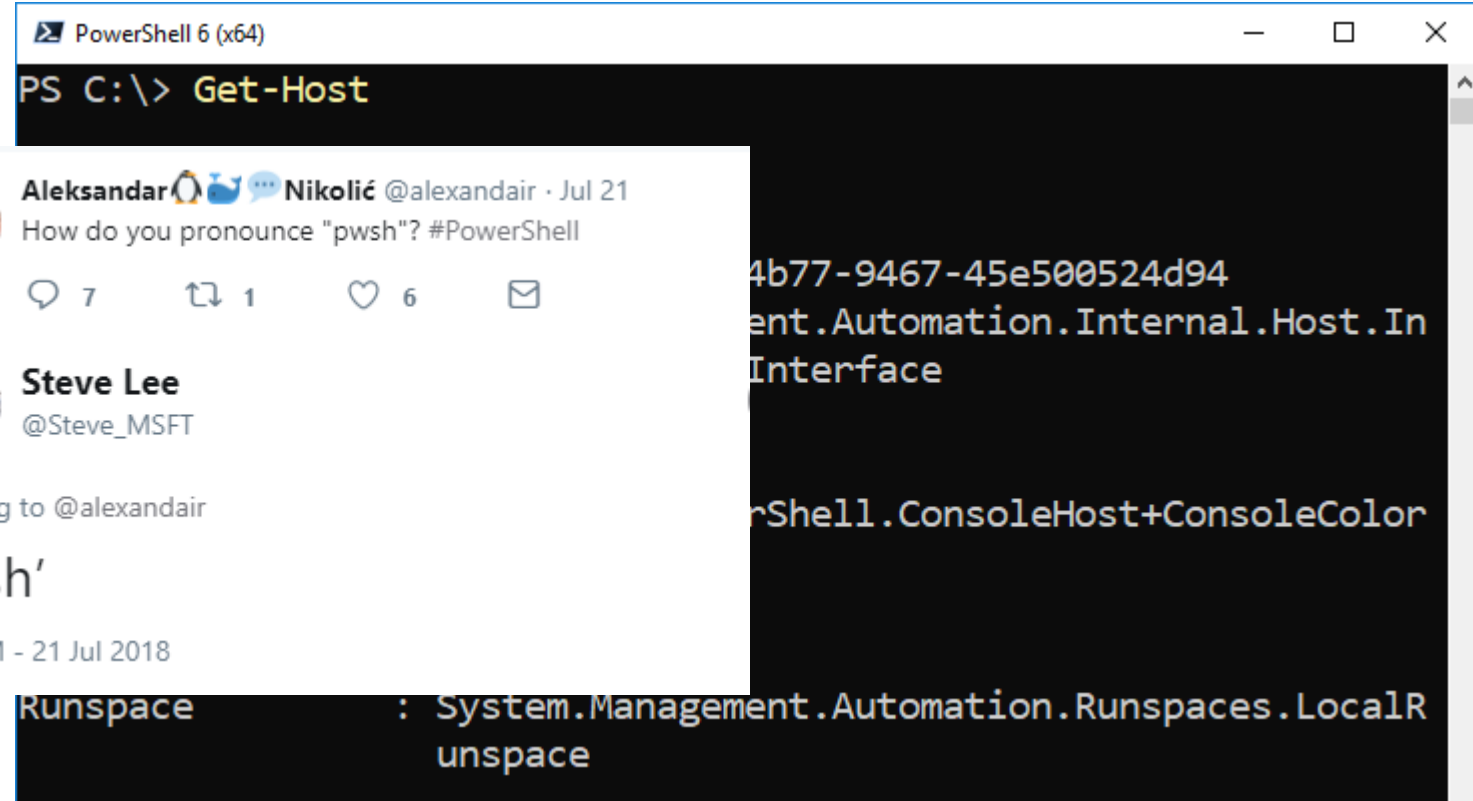 PowerShell 6 (x64)
PS C:\> Get-Host
Aleksandar🐧🐳💬Nikolić @alexandair · Jul 21
How do you pronounce "pwsh"? #PowerShell
7 1 6
4b77-9467-45e500524d94
ent.Automation.Internal.Host.In
Interface
Steve Lee
@Steve_MSFT
g to @alexandair
rShell.ConsoleHost+ConsoleColor
h’
- 21 Jul 2018
Runspace : System.Management.Automation.Runspaces.LocalR
unspace